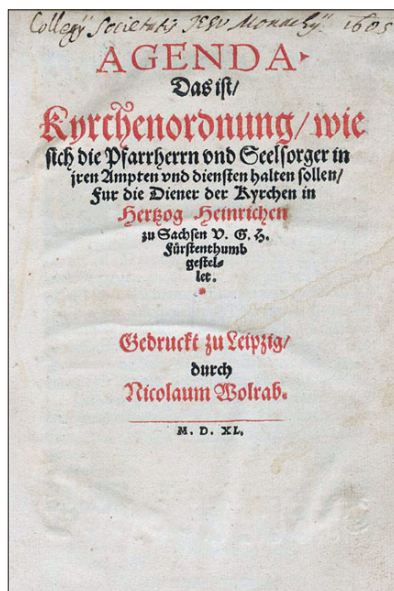 Collegij Societatis JESV Monachij. 1605
AGENDA
Das ist/
Kyrchenordnung/ wie
sich die Pfarrherrn vnd Seelsorger in
jren Ampten vnd diensten halten sollen/
Fur die Diener der Kyrchen in
Hertzog Heinrichen
zu Sachsen V. G. H.
Fürstenthumb
gestel-
let.
Gedruckt zu Leipzig/
durch
Nicolaum Wolrab.
M. D. XL.